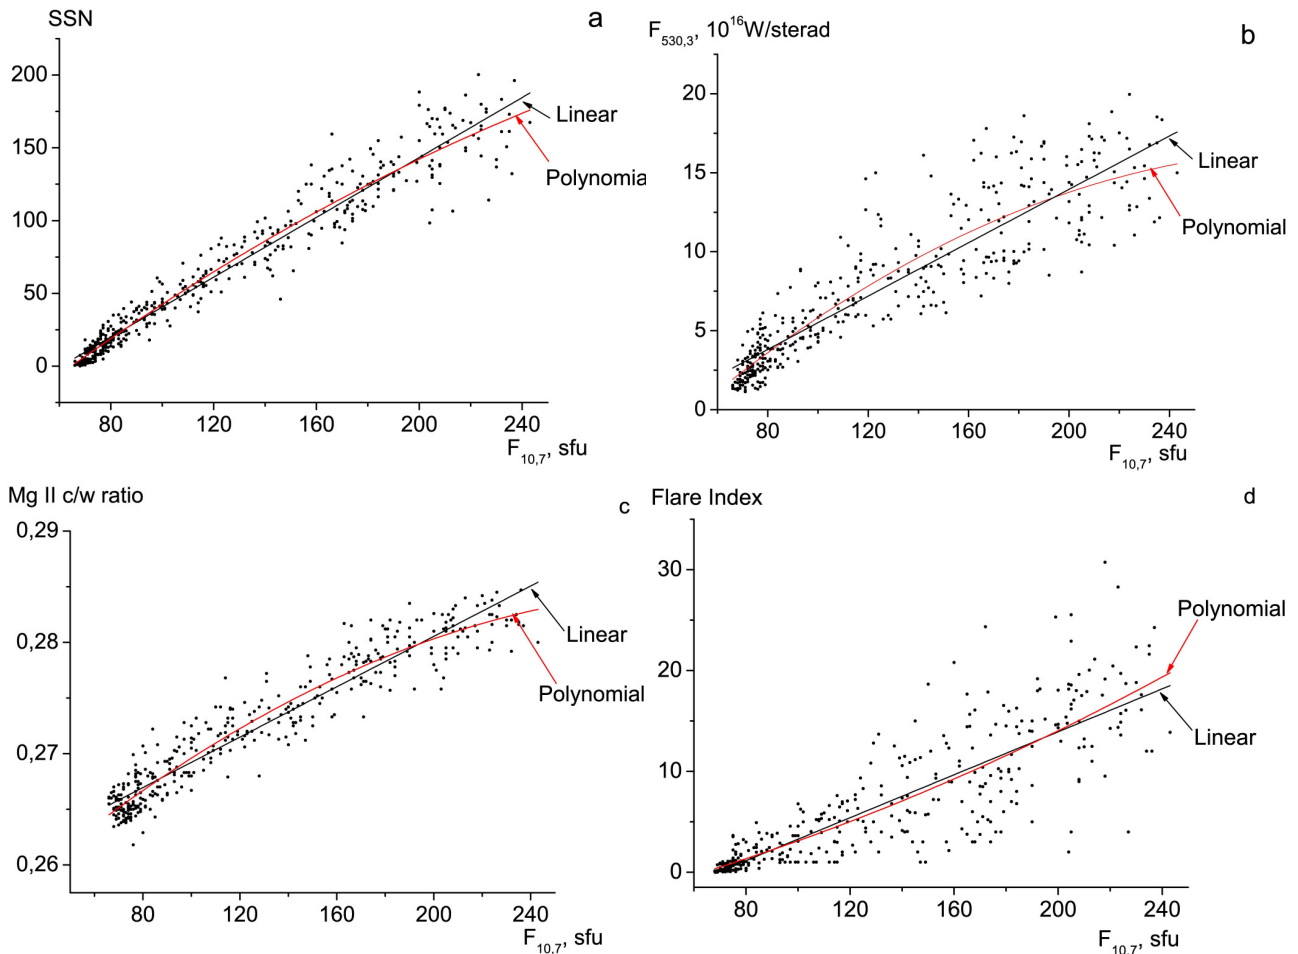 SSN
a
200
150
100
50
0
80 120 160 200 240
F10,7, sfu
Linear
Polynomia
F530,3, 10^16W/sterad
b
20
15
10
5
0
80 120 160 200 240
F10,7, sfu
Linear
Polynomial
Mg II c/w ratio
c
0,29
0,28
0,27
0,26
80 120 160 200 240
F10,7, sfu
Linear
Polynomial
Flare Index
d
30
20
10
0
80 120 160 200 240
F10,7, sfu
Polynomial
Linear